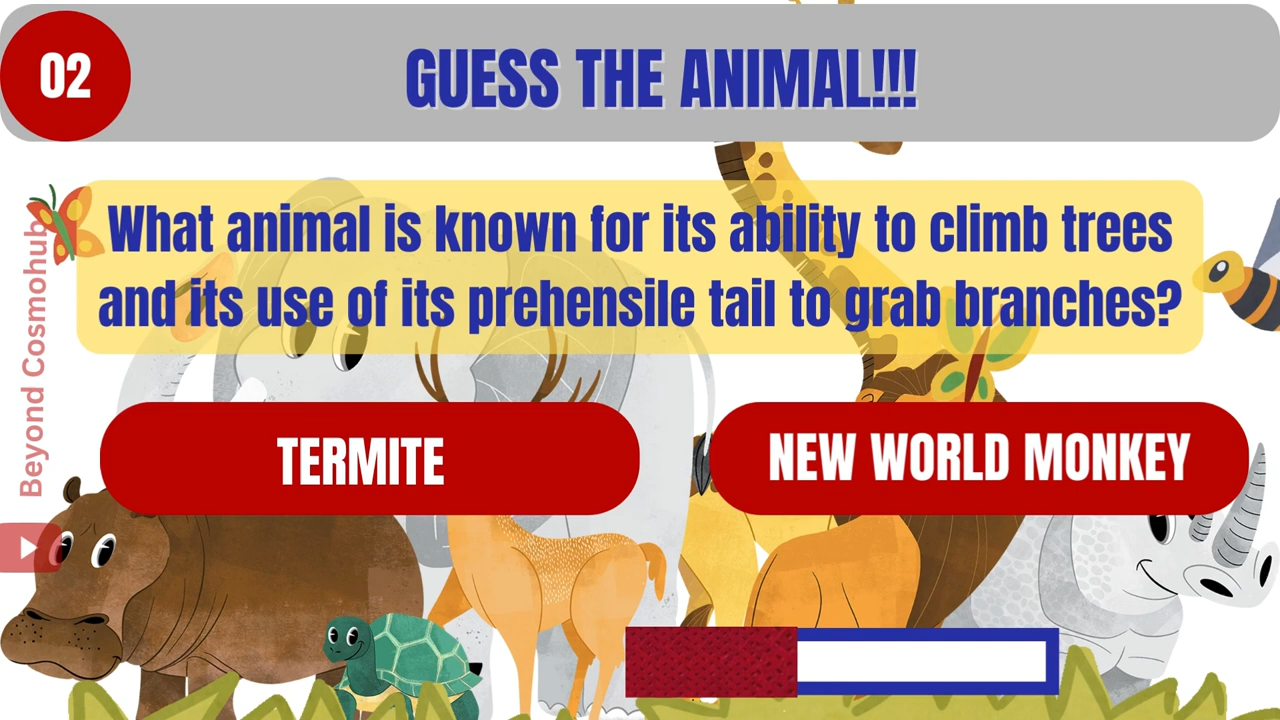 02
GUESS THE ANIMAL!!!
What animal is known for its ability to climb trees
and its use of its prehensile tail to grab branches?
TERMITE
NEW WORLD MONKEY
Beyond Cosmohub